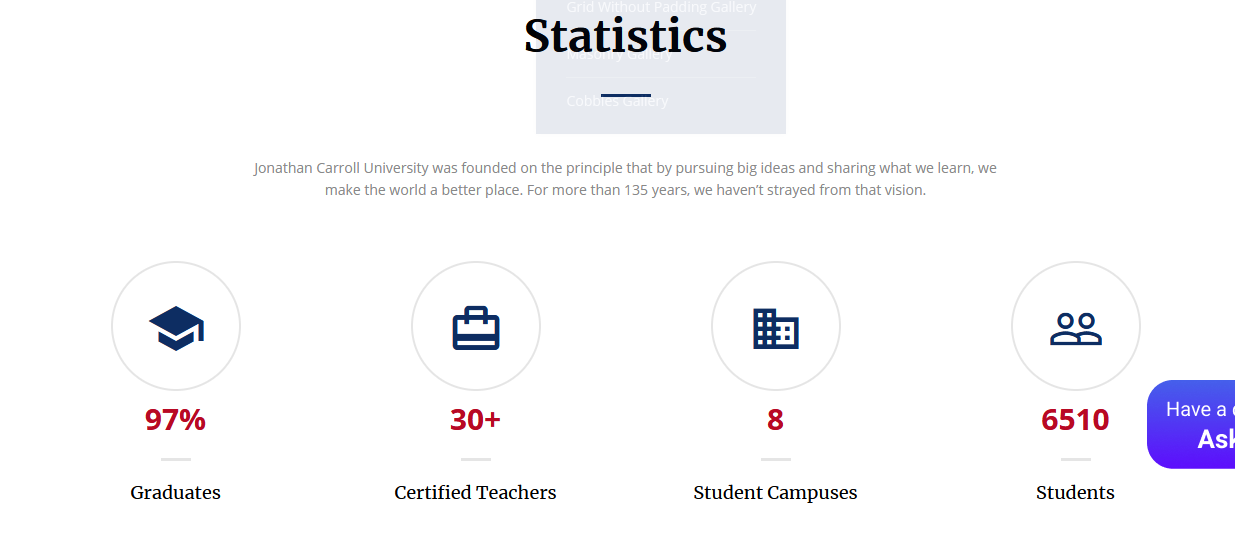 Grid Without Padding Gallery
Statistics
Masonry Gallery
Cobbles Gallery
Jonathan Carroll University was founded on the principle that by pursuing big ideas and sharing what we learn, we
make the world a better place. For more than 135 years, we haven't strayed from that vision.
97%
30+
8
6510
Have a
Ask
Graduates
Certified Teachers
Student Campuses
Students